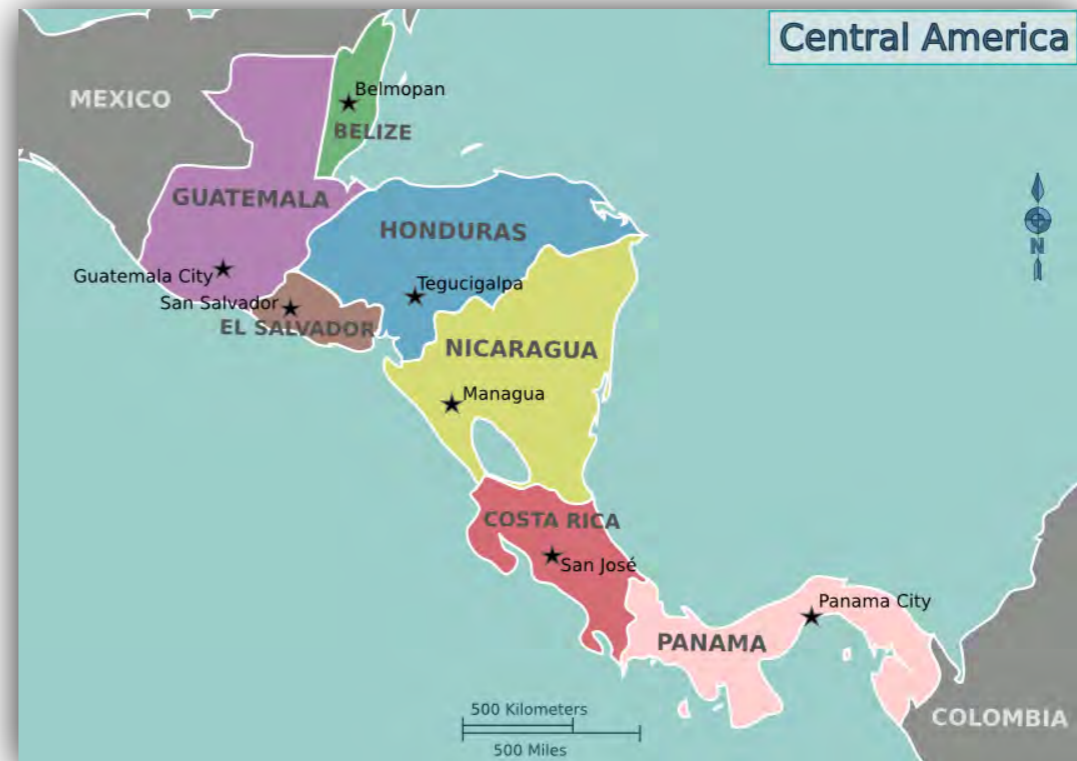 Central America
MEXICO
Belmopan
BELIZE
GUATEMALA
HONDURAS
N
Guatemala City
Tegucigalpa
San Salvador
EL SALVADOR
NICARAGUA
Managua
COSTA RICA
San José
Panama City
PANAMA
500 Kilometers
COLOMBIA
500 Miles